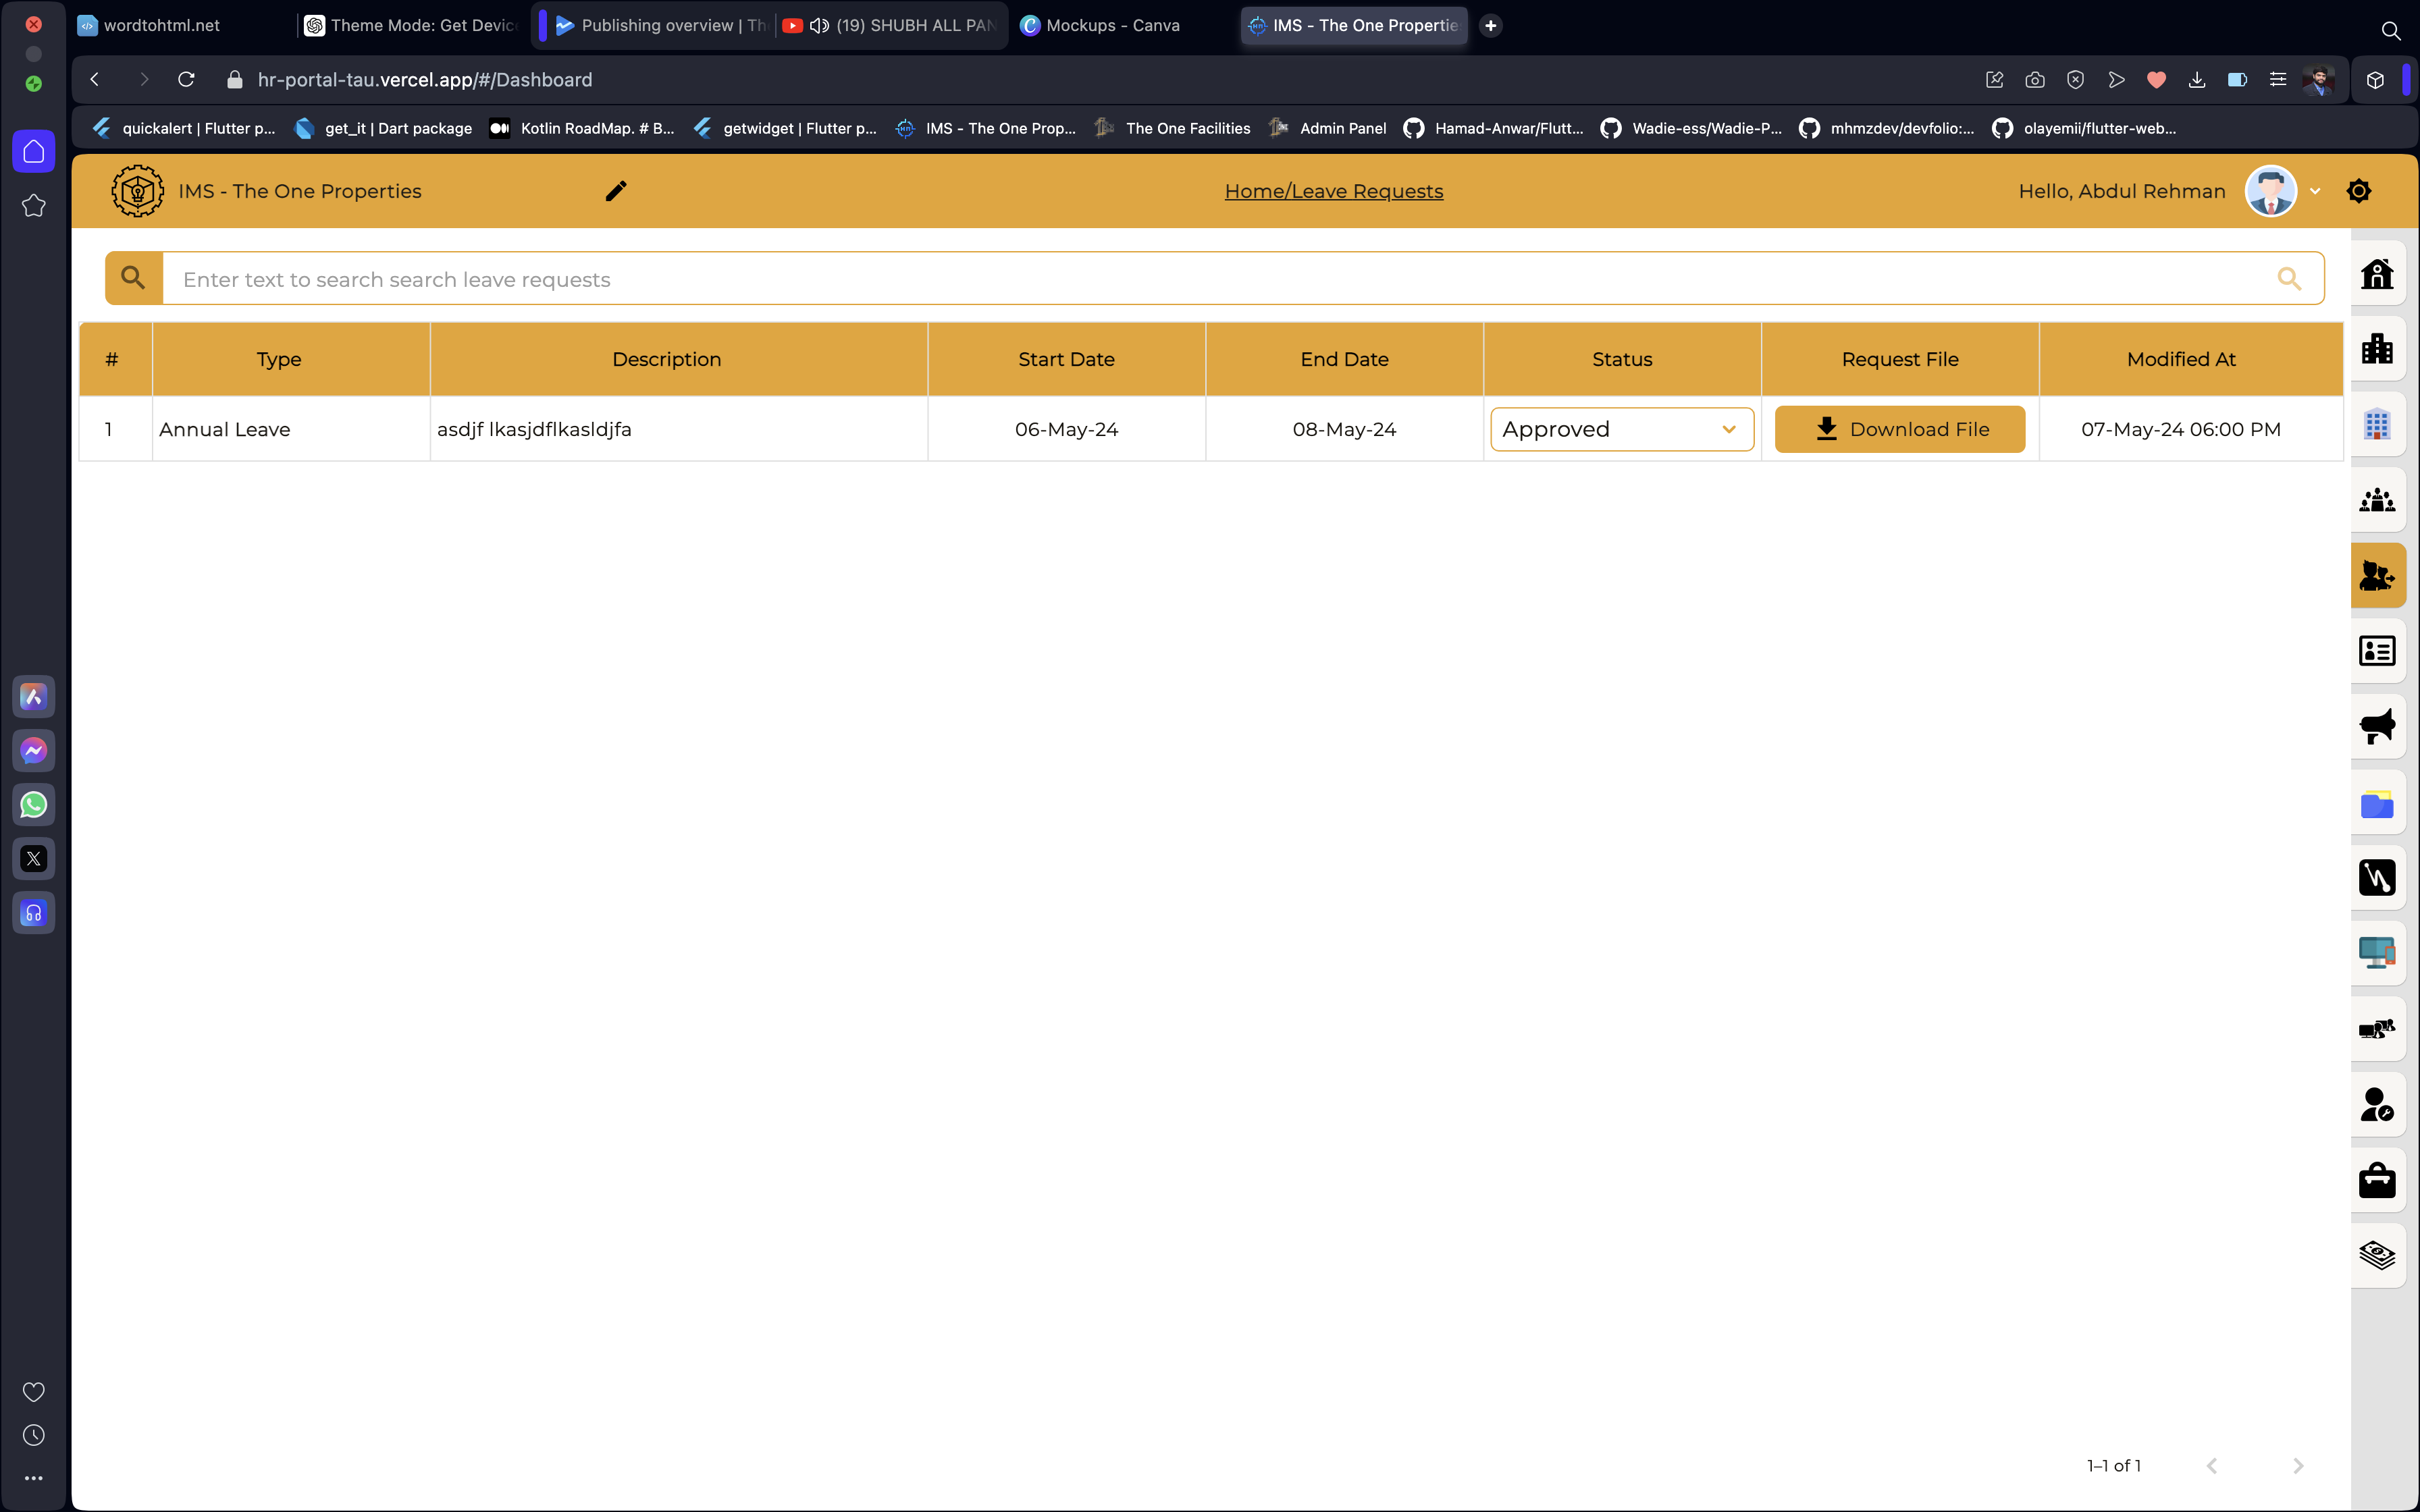 wordtohtml.net
Theme Mode: Get Device
Publishing overview | Th
(19) SHUBH ALL PAN
Mockups - Canva
IMS - The One Propertie
hr-portal-tau.vercel.app/#/Dashboard
quickalert | Flutter p...
get_it | Dart package
Kotlin RoadMap. # B...
getwidget | Flutter p...
IMS - The One Prop...
The One Facilities
Admin Panel
Hamad-Anwar/Flutt...
Wadie-ess/Wadie-P...
mhmzdev/devfolio:...
olayemii/flutter-web...
IMS - The One Properties
Home/Leave Requests
Hello, Abdul Rehman
Enter text to search search leave requests
# Type Description Start Date End Date Status Request File Modified At
1 Annual Leave asdjf lkasjdflkasldjfa 06-May-24 08-May-24 Approved Download File 07-May-24 06:00 PM
1–1 of 1